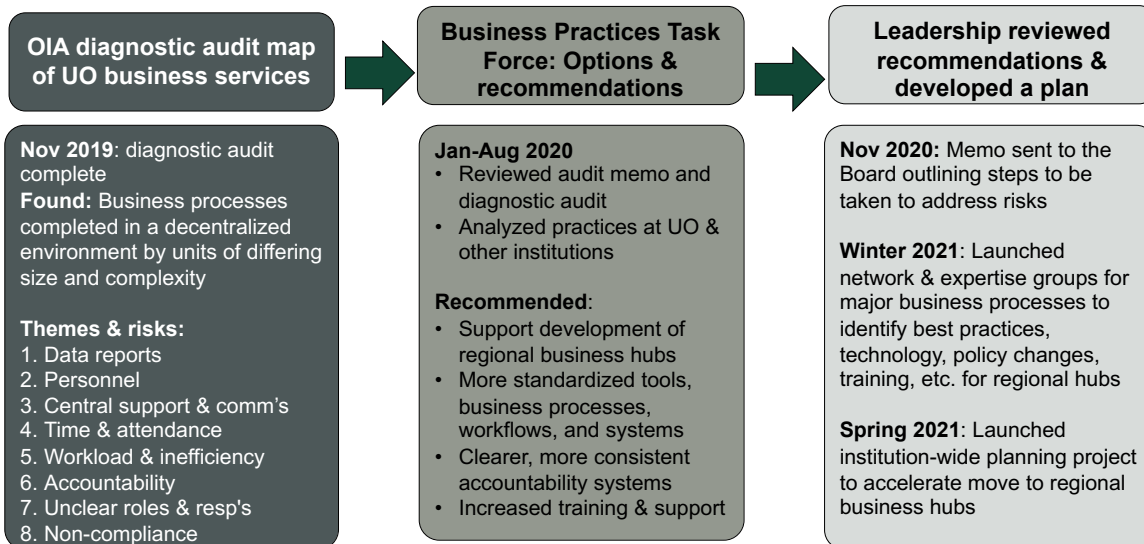 OIA diagnostic audit map
of UO business services
Business Practices Task
Force: Options &
recommendations
Leadership reviewed
recommendations &
developed a plan
Nov 2019: diagnostic audit
complete
Found: Business processes
completed in a decentralized
environment by units of differing
size and complexity
Themes & risks:
1. Data reports
2. Personnel
3. Central support & comm's
4. Time & attendance
5. Workload & inefficiency
6. Accountability
7. Unclear roles & resp's
8. Non-compliance
Jan-Aug 2020
• Reviewed audit memo and
diagnostic audit
• Analyzed practices at UO &
other institutions
Recommended:
• Support development of
regional business hubs
• More standardized tools,
business processes,
workflows, and systems
• Clearer, more consistent
accountability systems
• Increased training & support
Nov 2020: Memo sent to the
Board outlining steps to be
taken to address risks
Winter 2021: Launched
network & expertise groups for
major business processes to
identify best practices,
technology, policy changes,
training, etc. for regional hubs
Spring 2021: Launched
institution-wide planning project
to accelerate move to regional
business hubs